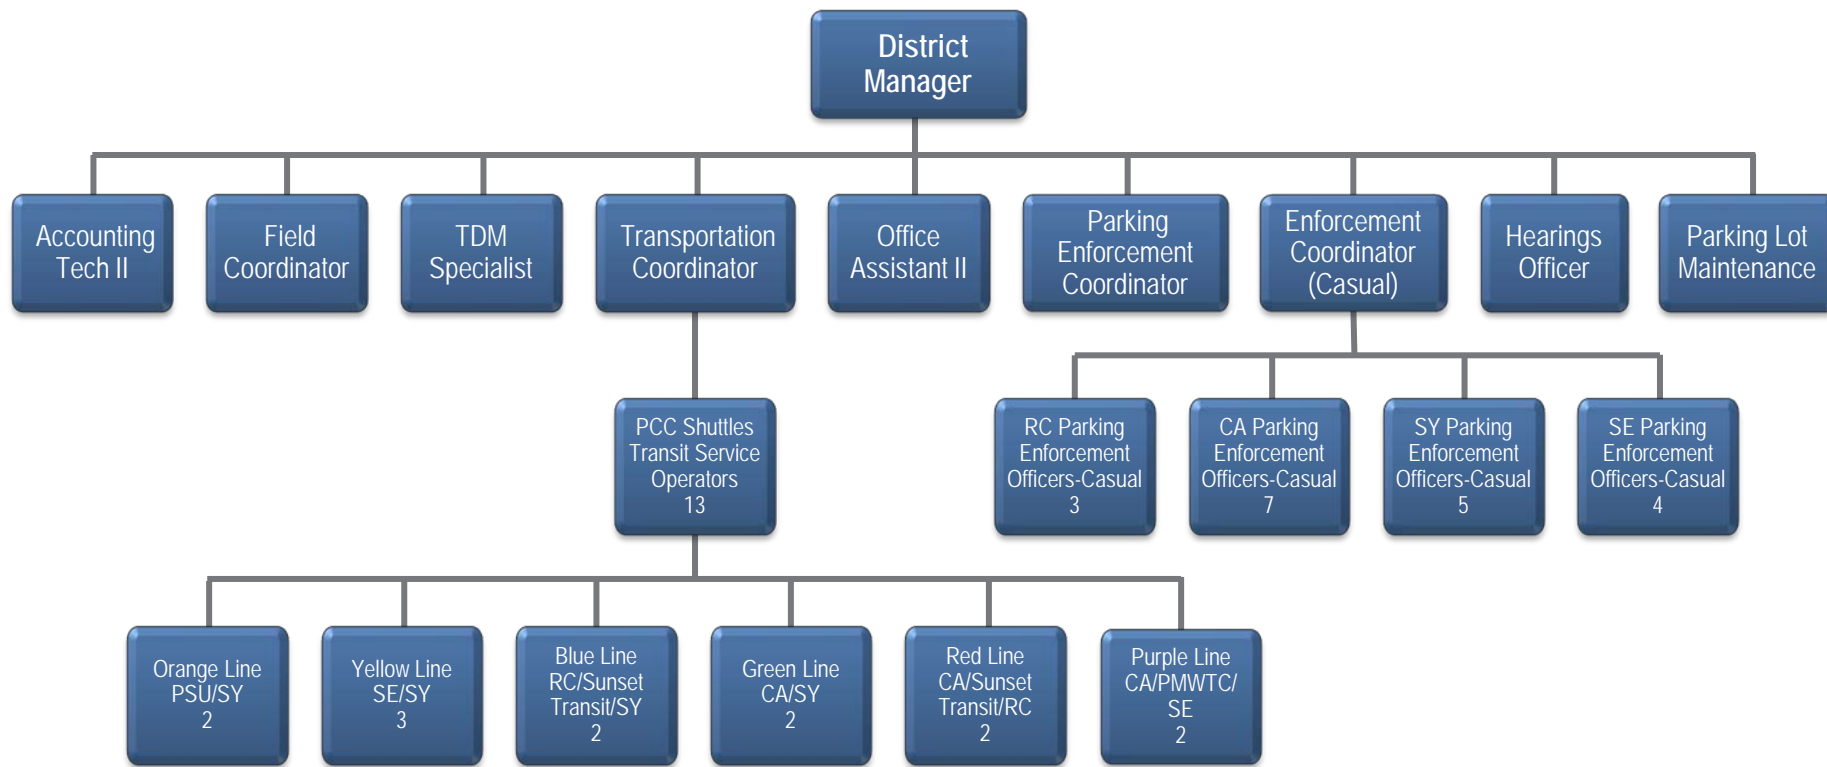 District
Manager
Accounting
Tech II
Field
Coordinator
TDM
Specialist
Transportation
Coordinator
Office
Assistant II
Parking
Enforcement
Coordinator
Enforcement
Coordinator
(Casual)
Hearings
Officer
Parking Lot
Maintenance
PCC Shuttles
Transit Service
Operators
13
RC Parking
Enforcement
Officers-Casual
3
CA Parking
Enforcement
Officers-Casual
7
SY Parking
Enforcement
Officers-Casual
5
SE Parking
Enforcement
Officers-Casual
4
Orange Line
PSU/SY
2
Yellow Line
SE/SY
3
Blue Line
RC/Sunset
Transit/SY
2
Green Line
CA/SY
2
Red Line
CA/Sunset
Transit/RC
2
Purple Line
CA/PMWTC/
SE
2